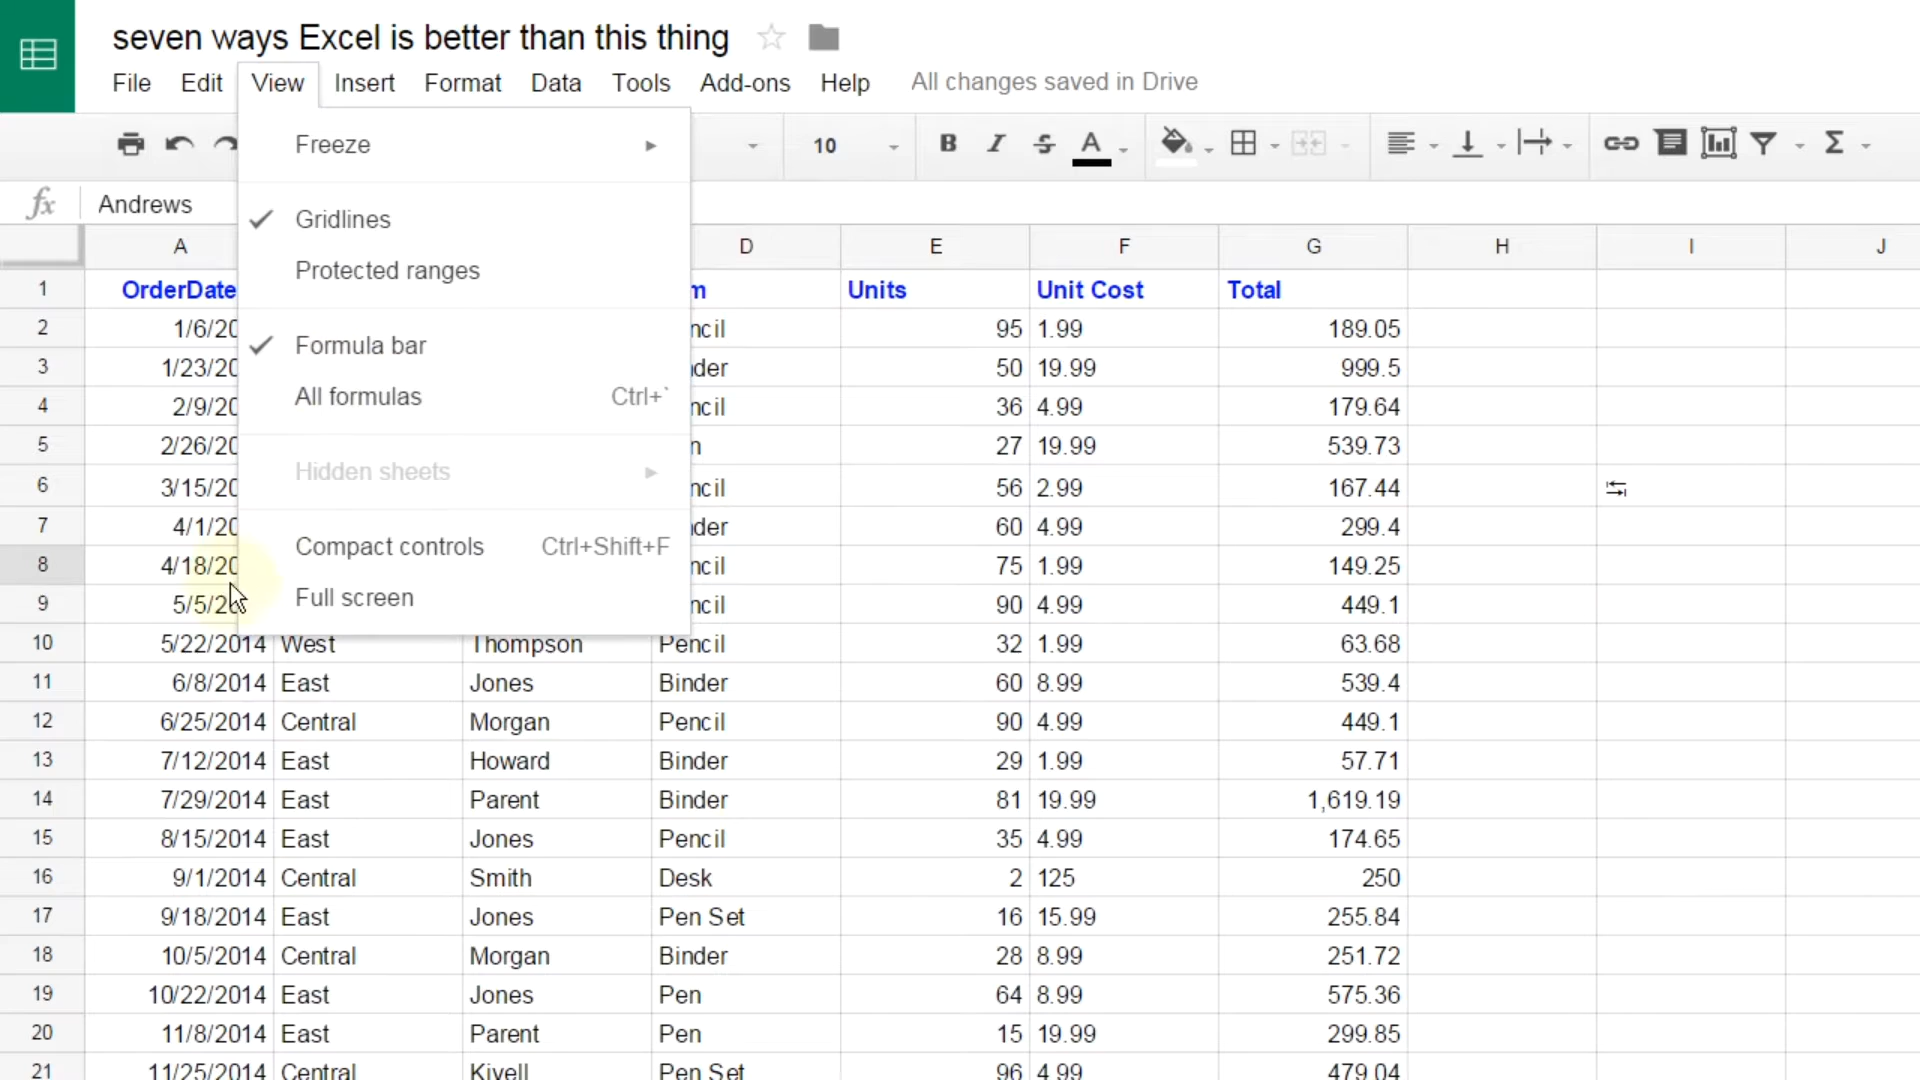 seven ways Excel is better than this thing
File Edit View Insert Format Data Tools Add-ons Help All changes saved in Drive
10 B I S A Σ
fx Andrews
Freeze
Gridlines
Protected ranges
Formula bar
All formulas Ctrl+`
Hidden sheets
Compact controls Ctrl+Shift+F
Full screen
A D E F G H I J
1 OrderDate m Units Unit Cost Total
2 1/6/20 ncil 95 1.99 189.05
3 1/23/20 der 50 19.99 999.5
4 2/9/20 ncil 36 4.99 179.64
5 2/26/20 n 27 19.99 539.73
6 3/15/20 ncil 56 2.99 167.44
7 4/1/20 der 60 4.99 299.4
8 4/18/20 ncil 75 1.99 149.25
9 5/5/20 ncil 90 4.99 449.1
10 5/22/2014 West Thompson Pencil 32 1.99 63.68
11 6/8/2014 East Jones Binder 60 8.99 539.4
12 6/25/2014 Central Morgan Pencil 90 4.99 449.1
13 7/12/2014 East Howard Binder 29 1.99 57.71
14 7/29/2014 East Parent Binder 81 19.99 1,619.19
15 8/15/2014 East Jones Pencil 35 4.99 174.65
16 9/1/2014 Central Smith Desk 2 125 250
17 9/18/2014 East Jones Pen Set 16 15.99 255.84
18 10/5/2014 Central Morgan Binder 28 8.99 251.72
19 10/22/2014 East Jones Pen 64 8.99 575.36
20 11/8/2014 East Parent Pen 15 19.99 299.85
21 11/25/2014 Central Kivell Pen Set 96 4.99 479.04